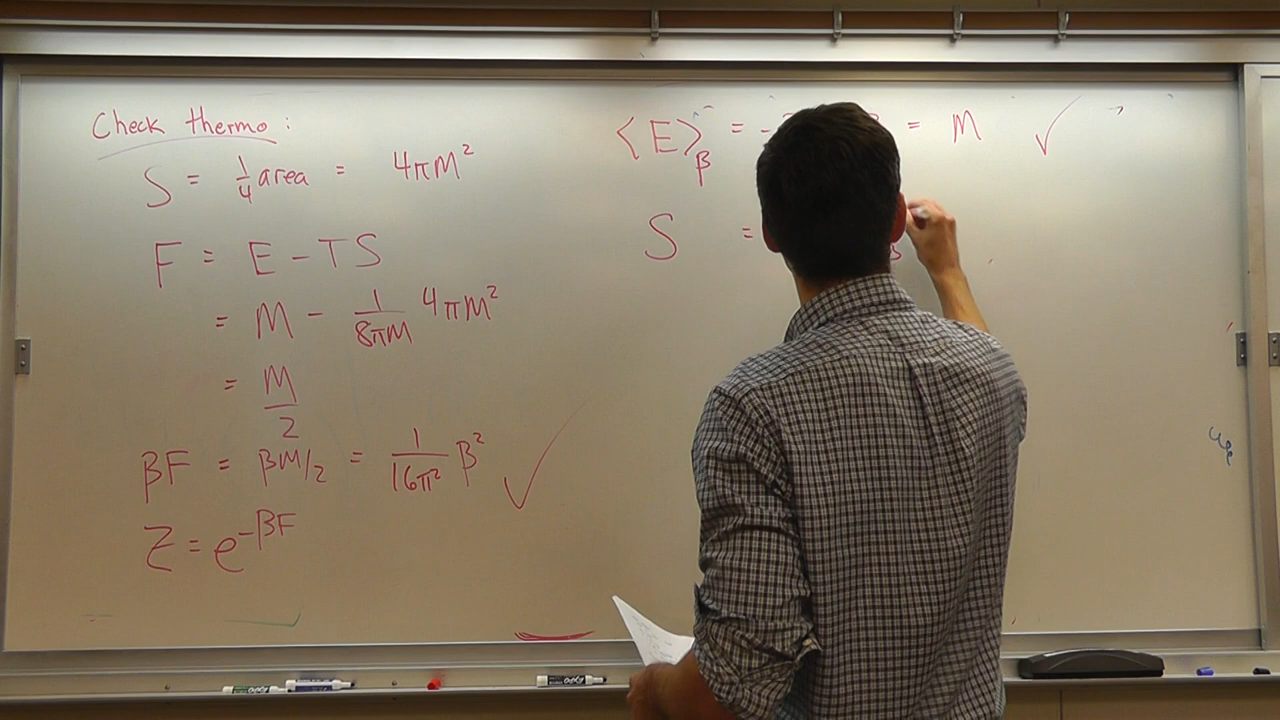 Check thermo:
S = 1/4 area = 4πM²
F = E - TS
= M - 1/8πM 4πM²
= M/2
βF = βM/2 = 1/16π² β² ✓
Z = e^-βF
⟨E⟩_β = - = M ✓
S =